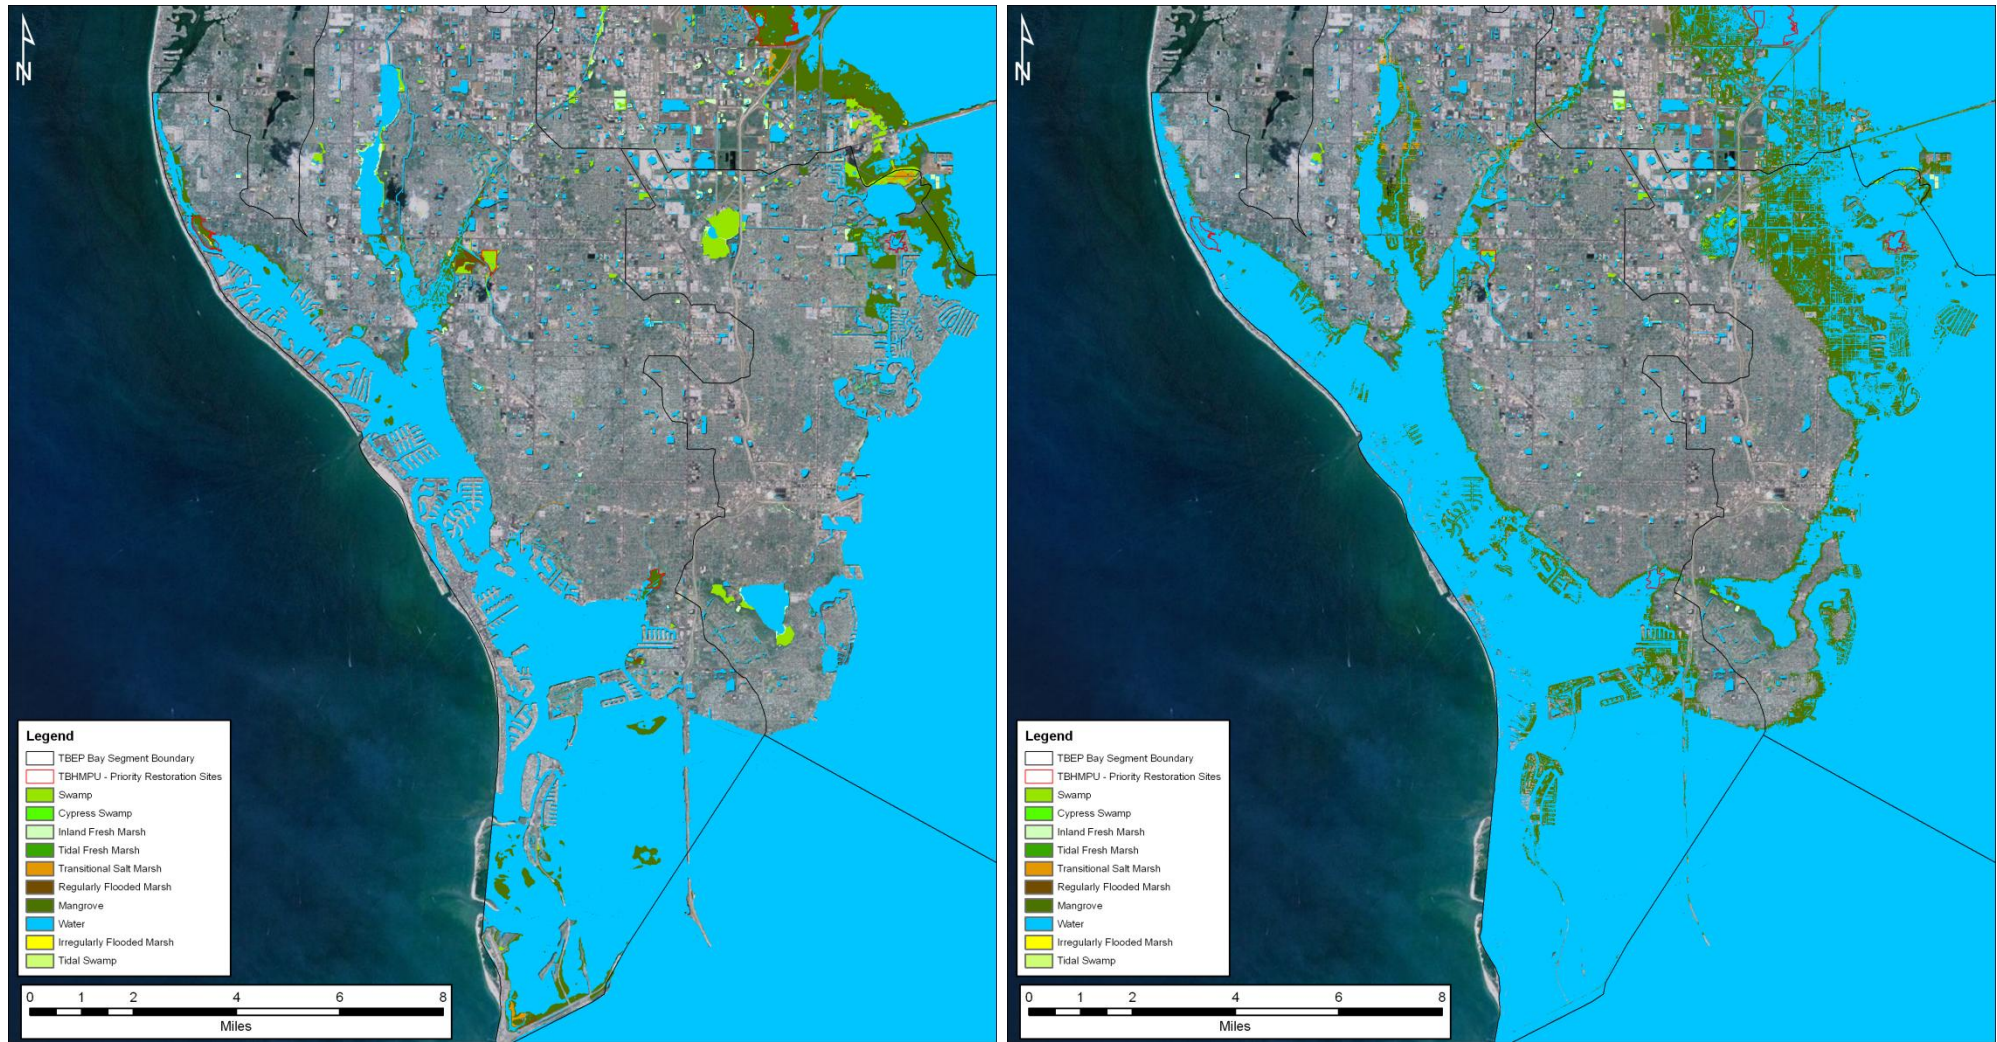 N
Legend
TBEP Bay Segment Boundary
TBHMPU - Priority Restoration Sites
Swamp
Cypress Swamp
Inland Fresh Marsh
Tidal Fresh Marsh
Transitional Salt Marsh
Regularly Flooded Marsh
Mangrove
Water
Irregularly Flooded Marsh
Tidal Swamp
0 1 2 4 6 8
Miles
N
Legend
TBEP Bay Segment Boundary
TBHMPU - Priority Restoration Sites
Swamp
Cypress Swamp
Inland Fresh Marsh
Tidal Fresh Marsh
Transitional Salt Marsh
Regularly Flooded Marsh
Mangrove
Water
Irregularly Flooded Marsh
Tidal Swamp
0 1 2 4 6 8
Miles